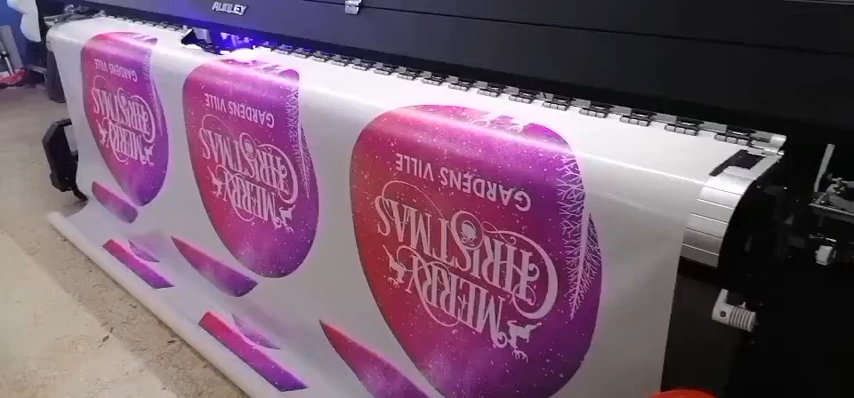 AUDLEY
MERRY
CHRISTMAS
GARDENS VILLE
MERRY
CHRISTMAS
GARDENS VILLE
MERRY
CHRISTMAS
GARDENS VILLE